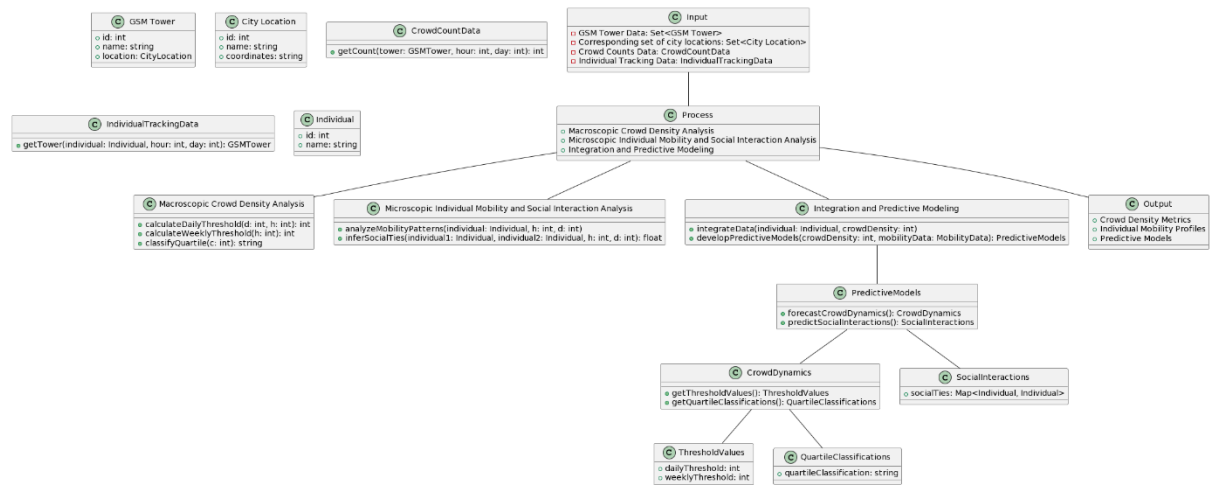 C GSM Tower
id: int
name: string
location: CityLocation
C City Location
id: int
name: string
coordinates: string
C CrowdCountData
getCount(tower: GSMTower, hour: int, day: int): int
C Input
GSM Tower Data: Set<GSM Tower>
Corresponding set of city locations: Set<City Location>
Crowd Counts Data: CrowdCountData
Individual Tracking Data: IndividualTrackingData
C IndividualTrackingData
getTower(individual: Individual, hour: int, day: int): GSMTower
C Individual
id: int
name: string
C Process
Macroscopic Crowd Density Analysis
Microscopic Individual Mobility and Social Interaction Analysis
Integration and Predictive Modeling
C Macroscopic Crowd Density Analysis
calculateDailyThreshold(d: int, h: int): int
calculateWeeklyThreshold(h: int): int
classifyQuartile(c: int): string
C Microscopic Individual Mobility and Social Interaction Analysis
analyzeMobilityPatterns(individual: Individual, h: int, d: int)
inferSocialTies(individual1: Individual, individual2: Individual, h: int, d: int): float
C Integration and Predictive Modeling
integrateData(individual: Individual, crowdDensity: int)
developPredictiveModels(crowdDensity: int, mobilityData: MobilityData): PredictiveModels
C Output
Crowd Density Metrics
Individual Mobility Profiles
Predictive Models
C PredictiveModels
forecastCrowdDynamics(): CrowdDynamics
predictSocialInteractions(): SocialInteractions
C CrowdDynamics
getThresholdValues(): ThresholdValues
getQuartileClassifications(): QuartileClassifications
C SocialInteractions
socialTies: Map<Individual, Individual>
C ThresholdValues
dailyThreshold: int
weeklyThreshold: int
C QuartileClassifications
quartileClassification: string